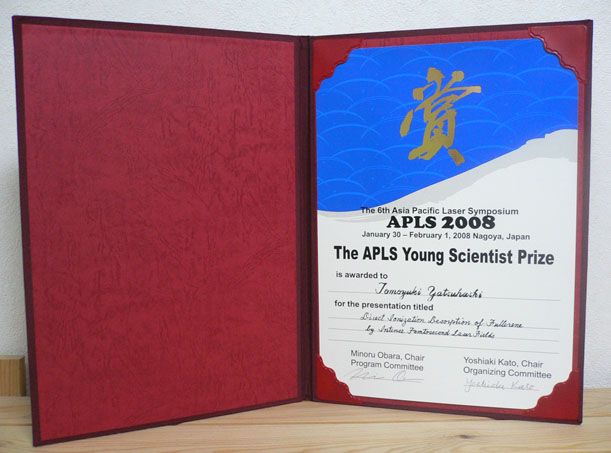 賞
The 6th Asia Pacific Laser Symposium
APLS 2008
January 30 – February 1, 2008 Nagoya, Japan
The APLS Young Scientist Prize
is awarded to
Tomoyuki Yatsuhashi
for the presentation titled
Direct Ionization Desorption of Fullerene
by Intense Femtosecond Laser Fields
Minoru Obara, Chair
Program Committee
Yoshiaki Kato, Chair
Organizing Committee
Yoshiaki Kato